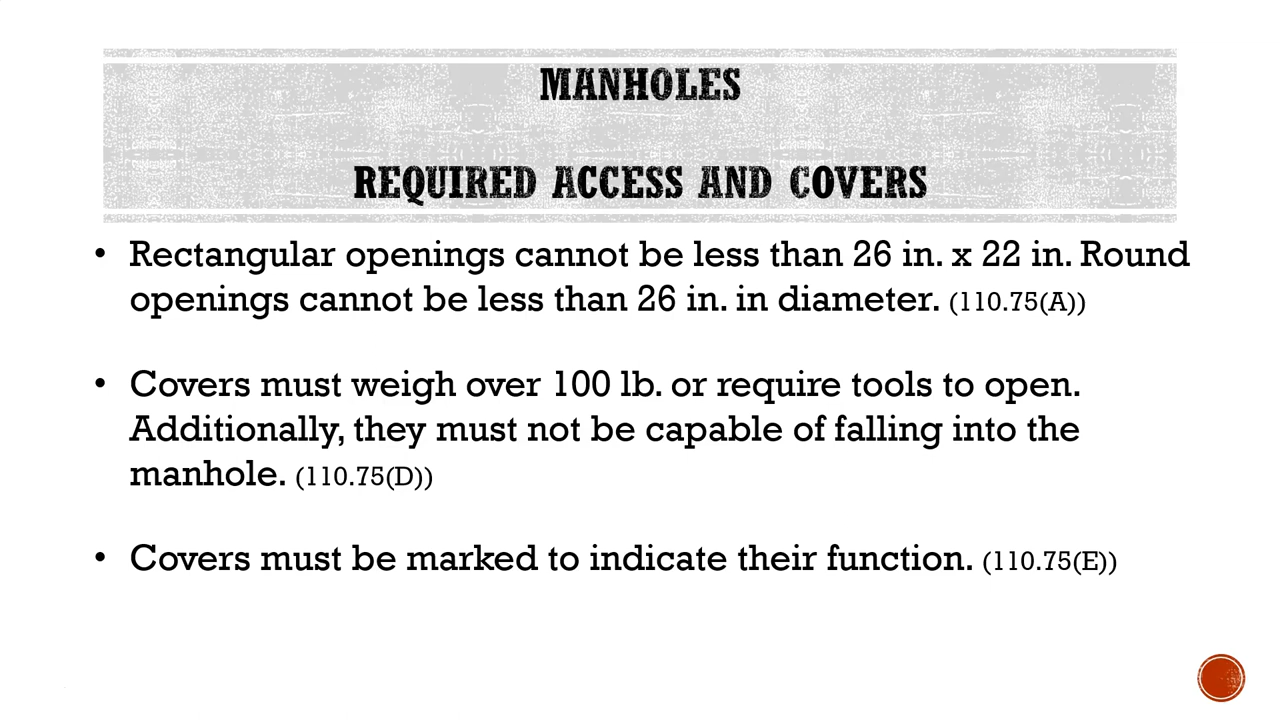 MANHOLES
REQUIRED ACCESS AND COVERS
• Rectangular openings cannot be less than 26 in. x 22 in. Round
openings cannot be less than 26 in. in diameter. (110.75(A))
• Covers must weigh over 100 lb. or require tools to open.
Additionally, they must not be capable of falling into the
manhole. (110.75(D))
• Covers must be marked to indicate their function. (110.75(E))